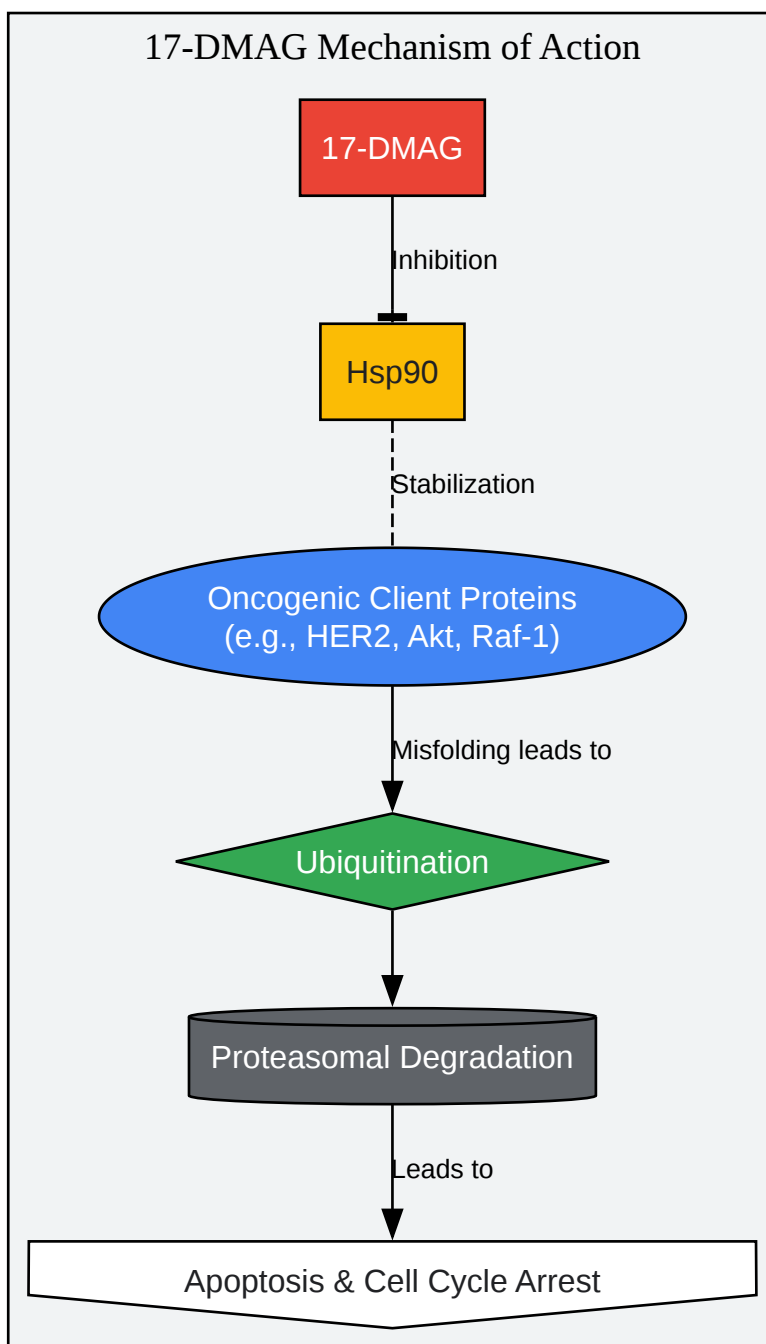 17-DMAG Mechanism of Action
17-DMAG
Inhibition
Hsp90
Stabilization
Oncogenic Client Proteins
(e.g., HER2, Akt, Raf-1)
Misfolding leads to
Ubiquitination
Proteasomal Degradation
Leads to
Apoptosis & Cell Cycle Arrest